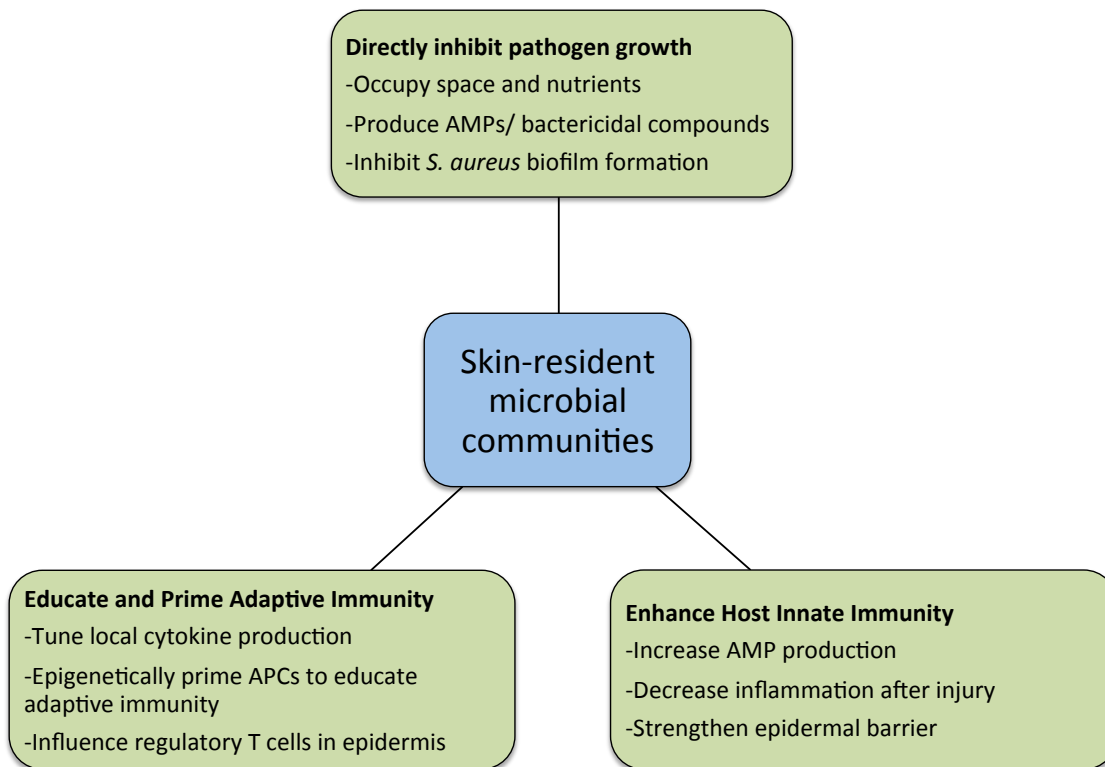 Directly inhibit pathogen growth
-Occupy space and nutrients
-Produce AMPs/ bactericidal compounds
-Inhibit S. aureus biofilm formation
Skin-resident
microbial
communities
Educate and Prime Adaptive Immunity
-Tune local cytokine production
-Epigenetically prime APCs to educate
adaptive immunity
-Influence regulatory T cells in epidermis
Enhance Host Innate Immunity
-Increase AMP production
-Decrease inflammation after injury
-Strengthen epidermal barrier